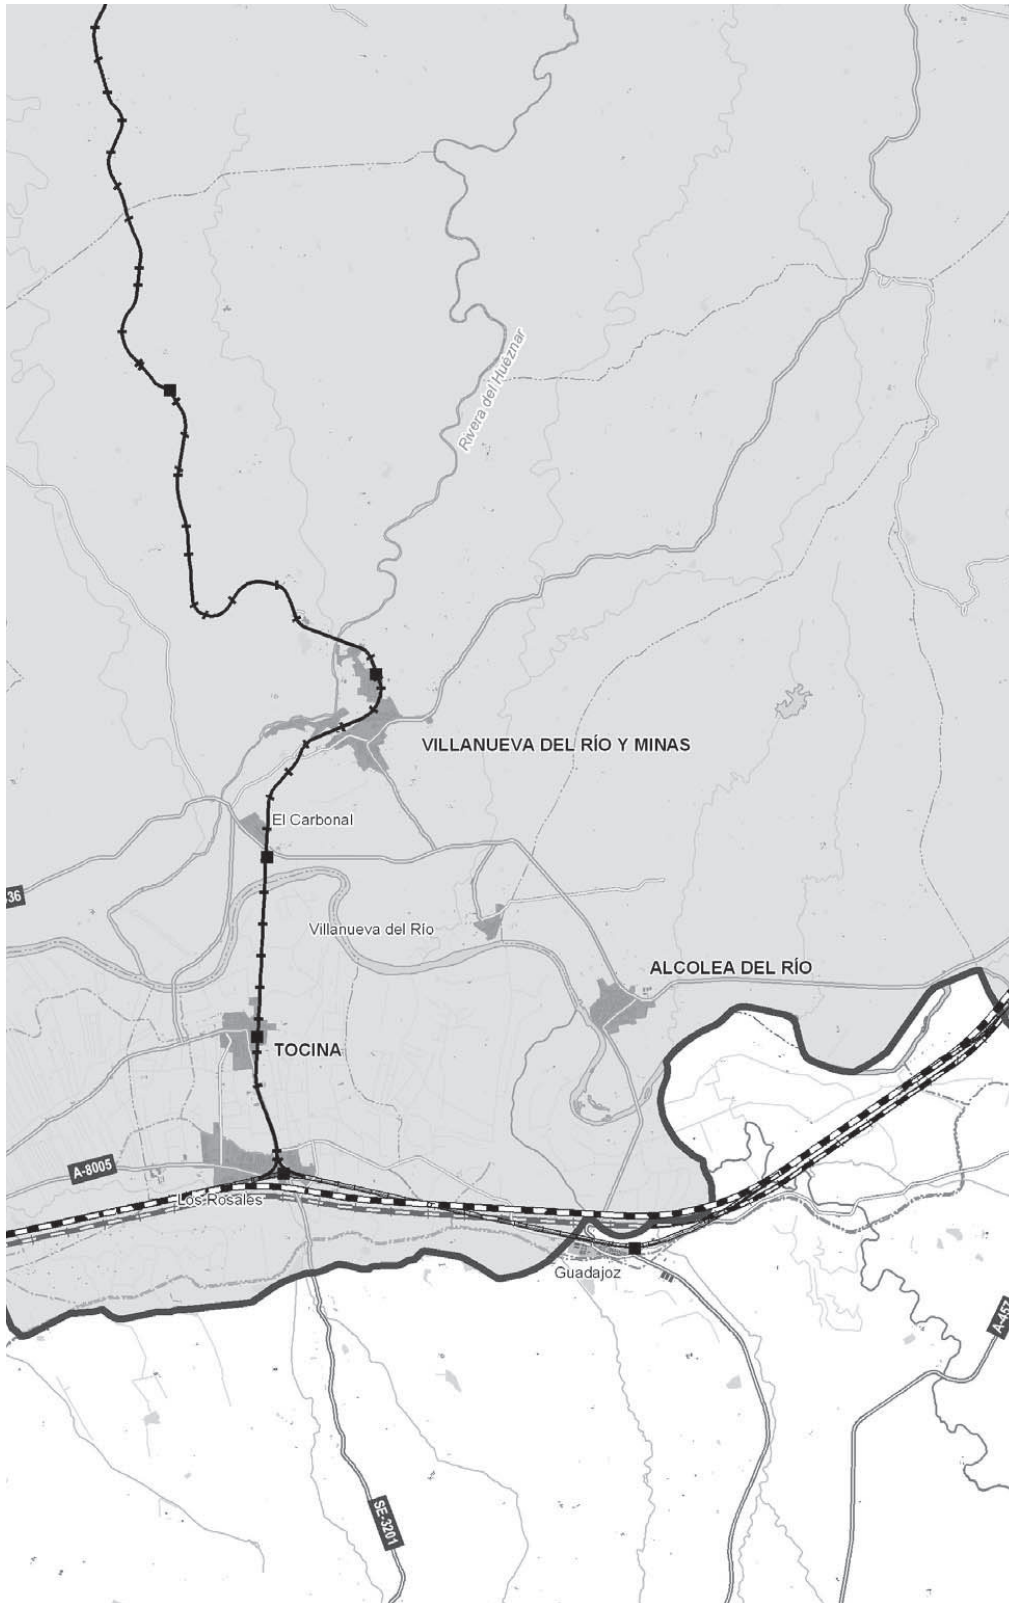 Rivera del Huéznar
VILLANUEVA DEL RÍO Y MINAS
El Carbonal
36
Villanueva del Río
ALCOLEA DEL RÍO
TOCINA
A-8005
Los Rosales
Guadajoz
A-457
SE-3201